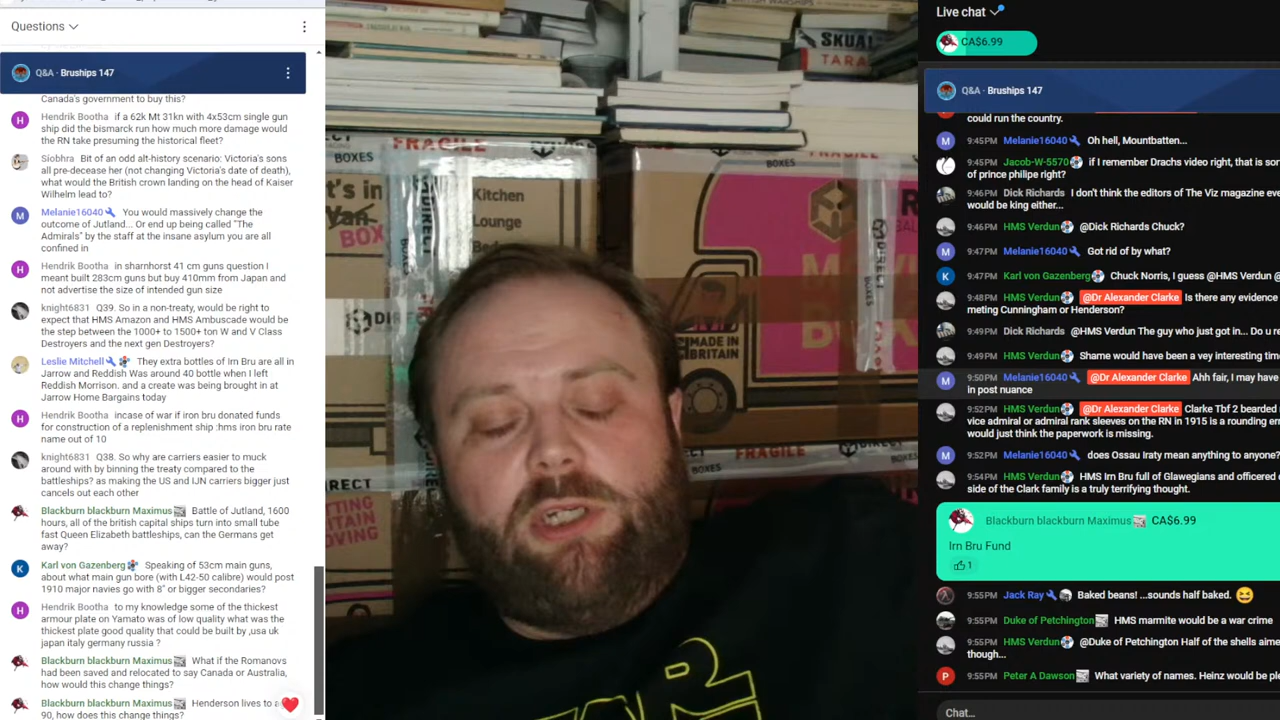 Questions
Q&A · Bruships 147
Canada's government to buy this?
Hendrik Bootha if a 62k Mt 31kn with 4x53cm single gun
ship did the bismarck run how much more damage would
the RN take presuming the historical fleet?
Siobhra Bit of an odd alt-history scenario: Victoria's sons
all pre-decease her (not changing Victoria's date of death),
what would the British crown landing on the head of Kaiser
Wilhelm lead to?
Melanie16040 You would massively change the
outcome of Jutland... Or end up being called "The
Admirals" by the staff at the insane asylum you are all
confined in
Hendrik Bootha in sharnhorst 41 cm guns question I
meant built 283cm guns but buy 410mm from Japan and
not advertise the size of intended gun size
knight6831 Q39. So in a non-treaty, would be right to
expect that HMS Amazon and HMS Ambuscade would be
the step between the 1000+ to 1500+ ton W and V Class
Destroyers and the next gen Destroyers?
Leslie Mitchell They extra bottles of Irn Bru are all in
Jarrow and Reddish Was around 40 bottle when I left
Reddish Morrison. and a create was being brought in at
Jarrow Home Bargains today
Hendrik Bootha incase of war if iron bru donated funds
for construction of a replenishment ship :hms iron bru rate
name out of 10
knight6831 Q38. So why are carriers easier to muck
around with by binning the treaty compared to the
battleships? as making the US and IJN carriers bigger just
cancels out each other
Blackburn blackburn Maximus Battle of Jutland, 1600
hours, all of the british capital ships turn into small tube
fast Queen Elizabeth battleships, can the Germans get
away?
Karl von Gazenberg Speaking of 53cm main guns,
about what main gun bore (with L42-50 calibre) would post
1910 major navies go with 8" or bigger secondaries?
Hendrik Bootha to my knowledge some of the thickest
armour plate on Yamato was of low quality what was the
thickest plate good quality that could be built by ,usa uk
japan italy germany russia ?
Blackburn blackburn Maximus What if the Romanovs
had been saved and relocated to say Canada or Australia,
how would this change things?
Blackburn blackburn Maximus Henderson lives to
90, how does this change things?
SKUA
TARA
FRAGILE
BOXES
DIRECT
BOXES
FRAGILE
BOXES
Kitchen
Lounge
BOX
MADE IN
BRITAIN
FRAGILE
DIRECT
BOXES
BRITAIN
MOVING
Live chat
CA$6.99
Q&A · Bruships 147
could run the country.
9:45PM Melanie16040 Oh hell, Mountbatten...
9:45PM Jacob-W-5570 if I remember Drachs video right, that is so
of prince philipe right?
9:46PM Dick Richards I don't think the editors of The Viz magazine eve
would be king either...
9:46PM HMS Verdun @Dick Richards Chuck?
9:47PM Melanie16040 Got rid of by what?
9:47PM Karl von Gazenberg Chuck Norris, I guess @HMS Verdun
9:48PM HMS Verdun @Dr Alexander Clarke Is there any evidence
meting Cunningham or Henderson?
9:49PM Dick Richards @HMS Verdun The guy who just got in... Do u
9:49PM HMS Verdun Shame would have been a vey interesting
9:50PM Melanie16040 @Dr Alexander Clarke Ahh fair, I may have
in post nuance
9:52PM HMS Verdun @Dr Alexander Clarke Clarke Tbf 2 bearded
vice admiral or admiral rank sleeves on the RN in 1915 is a rounding
would just think the paperwork is missing.
9:52PM Melanie16040 does Ossau Iraty mean anything to anyone?
9:54PM HMS Verdun HMS Irn Bru full of Glawegians and officered
side of the Clark family is a truly terrifying thought.
Blackburn blackburn Maximus CA$6.99
Irn Bru Fund
1
9:55PM Jack Ray Baked beans! ...sounds half baked.
9:55PM Duke of Petchington HMS marmite would be a war crime
9:55PM HMS Verdun @Duke of Petchington Half of the shells
though...
9:55PM Peter A Dawson What variety of names. Heinz would be
Chat...